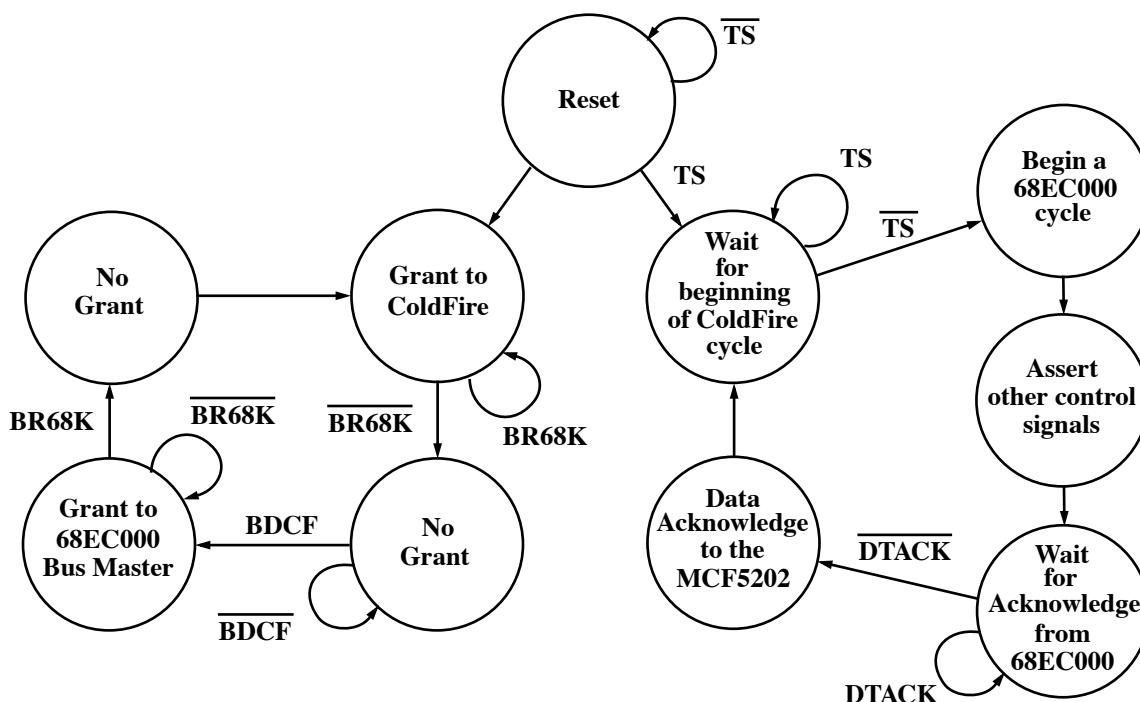 TS
Reset
TS
TS
TS
Begin a
68EC000
cycle
No
Grant
Grant to
ColdFire
Wait
for
beginning
of ColdFire
cycle
BR68K
BR68K
BR68K
BR68K
Assert
other control
signals
Grant to
68EC000
Bus Master
BDCF
BDCF
No
Grant
Data
Acknowledge
to the
MCF5202
DTACK
Wait
for
Acknowledge
from
68EC000
DTACK